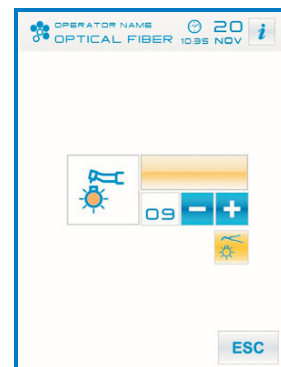 OPERATOR NAME
OPTICAL FIBER
10:35
20
NOV
i
09
- +
ESC